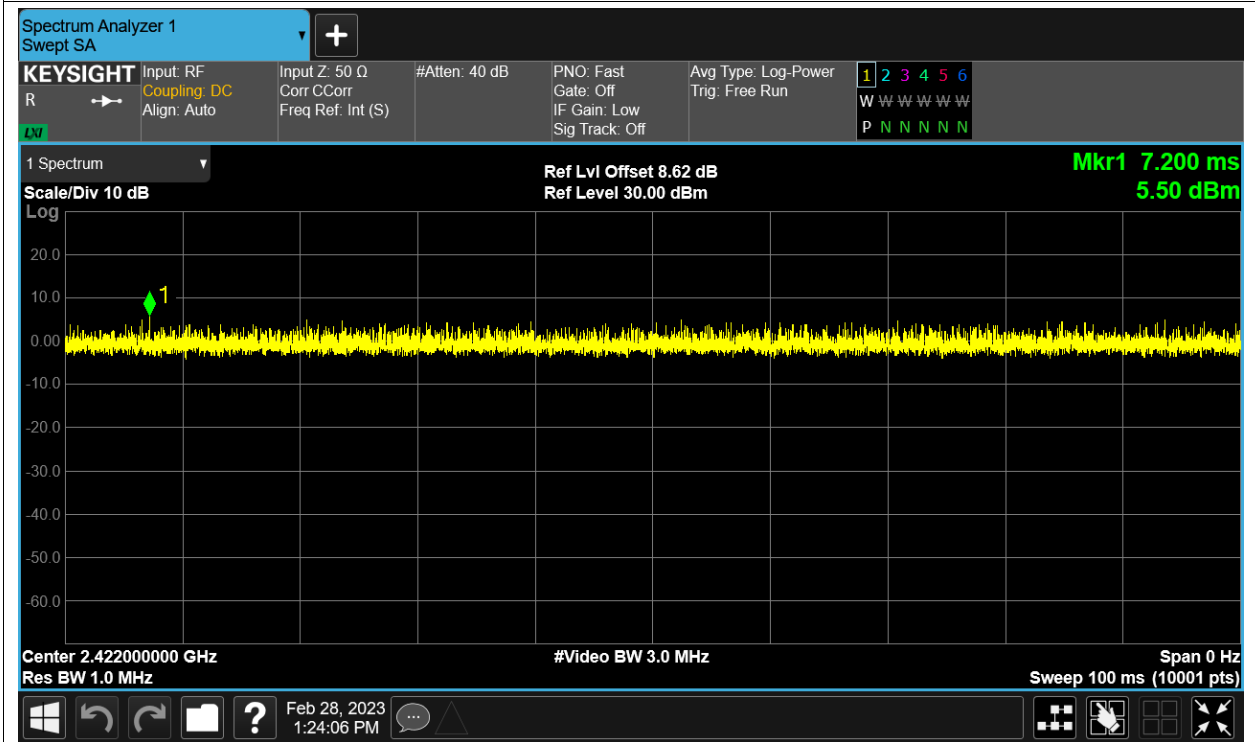 Spectrum Analyzer 1
Swept SA
KEYSIGHT
R
LXI
Input: RF
Coupling: DC
Align: Auto
Input Z: 50 Ω
Corr CCorr
Freq Ref: Int (S)
#Atten: 40 dB
PNO: Fast
Gate: Off
IF Gain: Low
Sig Track: Off
Avg Type: Log-Power
Trig: Free Run
1 2 3 4 5 6
W W W W W W
P N N N N N
1 Spectrum
Scale/Div 10 dB
Log
Ref Lvl Offset 8.62 dB
Ref Level 30.00 dBm
Mkr1 7.200 ms
5.50 dBm
20.0
10.0
1
0.00
-10.0
-20.0
-30.0
-40.0
-50.0
-60.0
Center 2.422000000 GHz
Res BW 1.0 MHz
#Video BW 3.0 MHz
Span 0 Hz
Sweep 100 ms (10001 pts)
?
Feb 28, 2023
1:24:06 PM